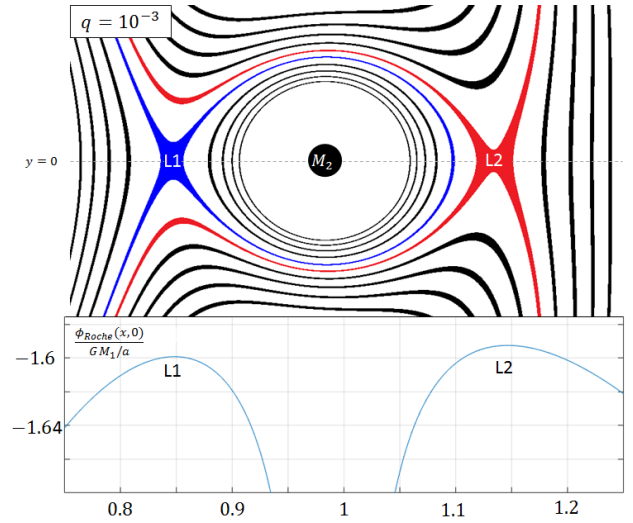 q = 10⁻³
y = 0
L1
M₂
L2
ϕ_Roche(x, 0)
G M₁/a
−1.6
L1
L2
−1.64
0.8
0.9
1
1.1
1.2